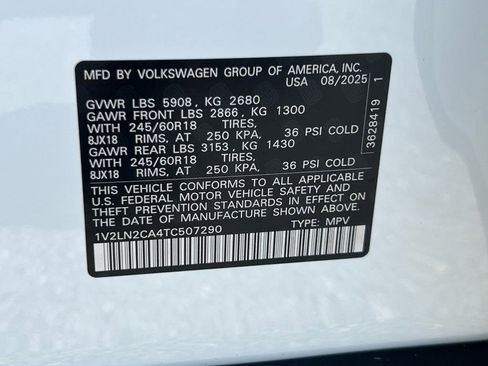 MFD BY VOLKSWAGEN GROUP OF AMERICA, INC.
USA 08/2025
GVWR LBS 5908, KG 2680
GAWR FRONT LBS 2866, KG 1300
WITH 245/60R18 TIRES,
8JX18 RIMS, AT 250 KPA, 36 PSI COLD
GAWR REAR LBS 3153, KG 1430
WITH 245/60R18 TIRES,
8JX18 RIMS, AT 250 KPA, 36 PSI COLD
THIS VEHICLE CONFORMS TO ALL APPLICABLE
U.S. FEDERAL MOTOR VEHICLE SAFETY AND
THEFT PREVENTION STANDARDS IN EFFECT ON
THE DATE OF MANUFACTURE SHOWN ABOVE.
1V2LN2CA4TC507290 TYPE: MPV
3628419 1